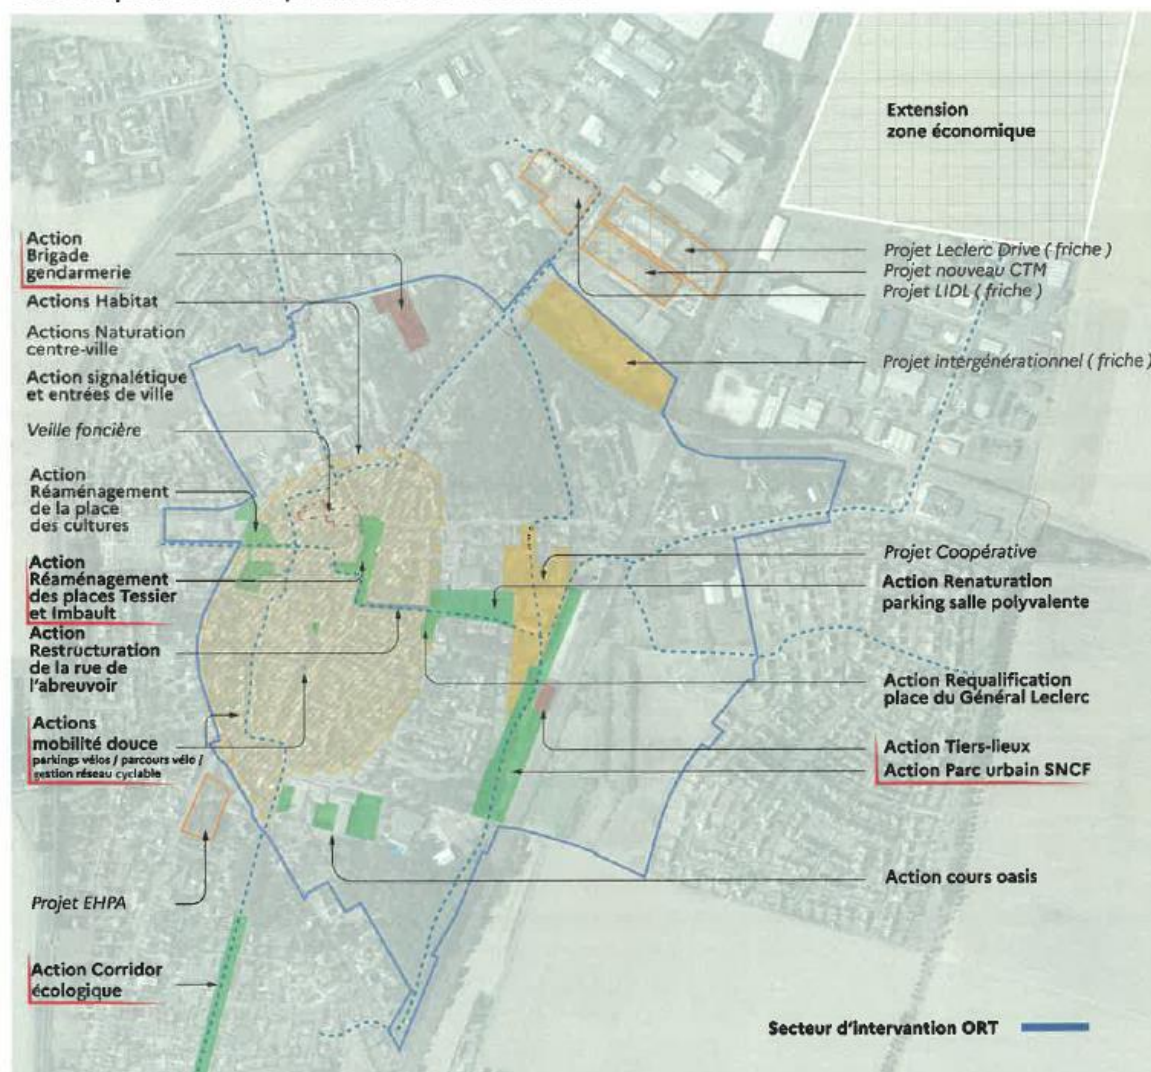 Extension
zone économique
Action
Brigade
gendarmerie
Actions Habitat
Actions Naturation
centre-ville
Action signalétique
et entrées de ville
Veille foncière
Action
Réaménagement
de la place
des cultures
Action
Réaménagement
des places Tessier
et Imbault
Action
Restructuration
de la rue de
l'abreuvoir
Actions
mobilité douce
parkings vélos / parcours vélo /
gestion réseau cyclable
Projet EHPA
Action Corridor
écologique
Projet Leclerc Drive ( friche )
Projet nouveau CTM
Projet LIDL ( friche )
Projet intergénérationnel ( friche )
Projet Coopérative
Action Renaturation
parking salle polyvalente
Action Requalification
place du Général Leclerc
Action Tiers-lieux
Action Parc urbain SNCF
Action cours oasis
Secteur d'intervantion ORT